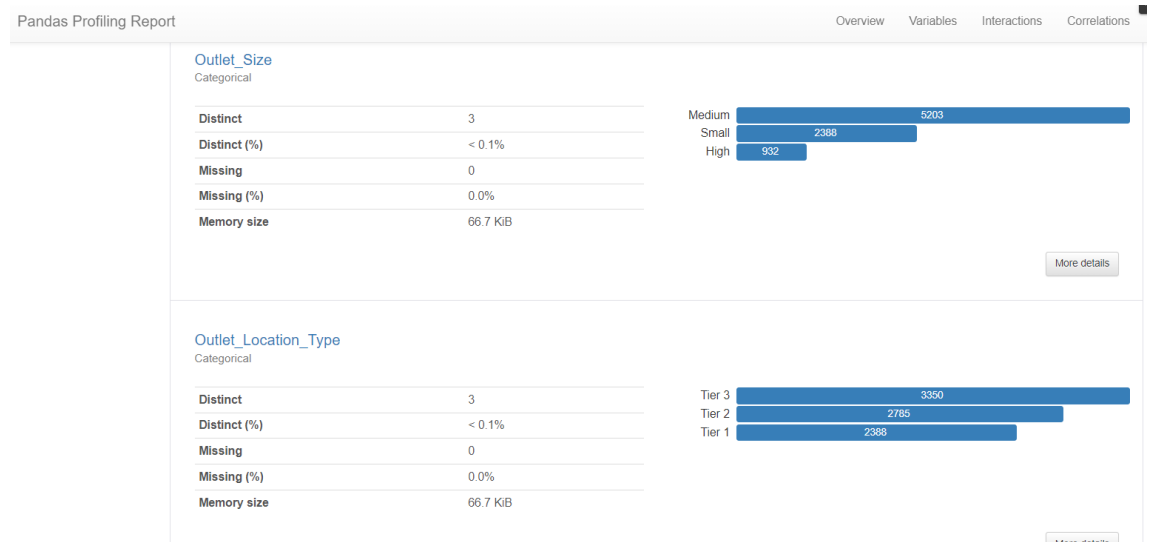 Pandas Profiling Report Overview Variables Interactions Correlations
Outlet_Size
Categorical
Distinct 3
Distinct (%) < 0.1%
Missing 0
Missing (%) 0.0%
Memory size 66.7 KiB
Medium 5203
Small 2388
High 932
More details
Outlet_Location_Type
Categorical
Distinct 3
Distinct (%) < 0.1%
Missing 0
Missing (%) 0.0%
Memory size 66.7 KiB
Tier 3 3350
Tier 2 2785
Tier 1 2388
More details